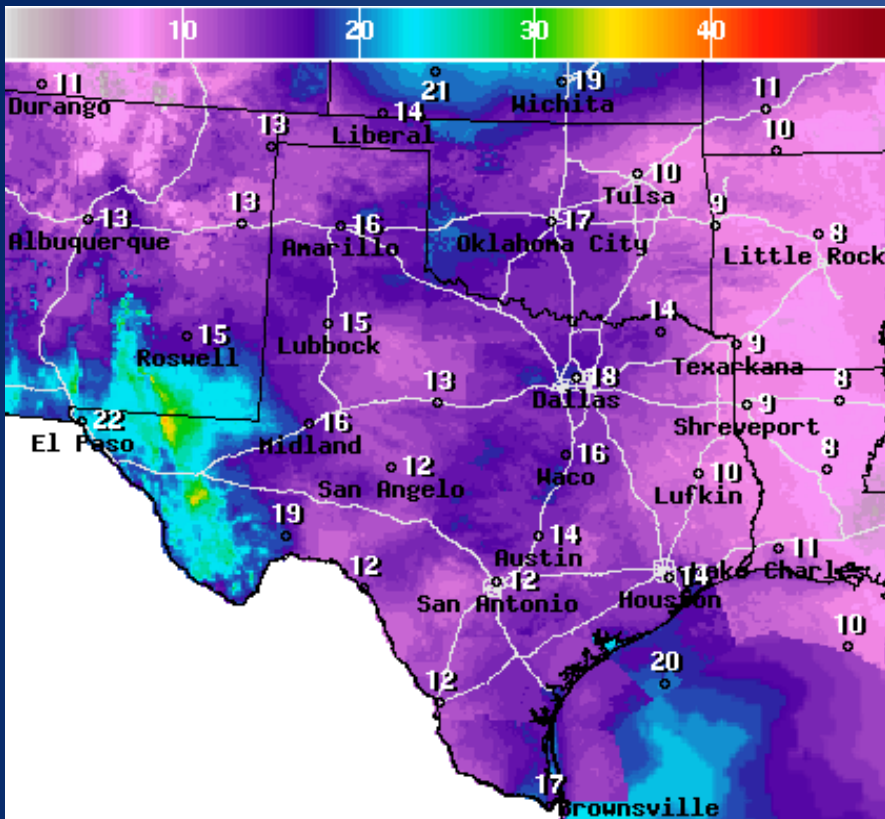 10 20 30 40
11 21 19 11
Durango Wichita
14
Liberal
13 10
10
Tulsa
13 13 16 17 9 8
Albuquerque Amarillo Oklahoma City Little Rock
15 15 14 9
Roswell Lubbock Texarkana
18
Dallas
13 9 8
22 16 Shreveport
El Paso Midland
12 16 10 8
San Angelo Waco Lufkin
19 14 11
Austin Lake Charles
12 12 14
San Antonio Houston
10
20
12
17
Brownsville